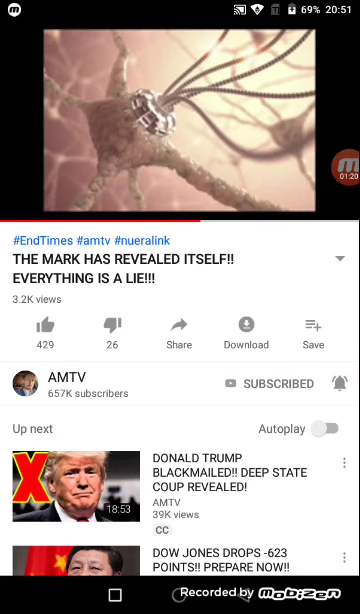 69% 20:51
01:20
#EndTimes #amtv #nueralink
THE MARK HAS REVEALED ITSELF!!
EVERYTHING IS A LIE!!!
3.2K views
429
26
Share
Download
Save
AMTV
657K subscribers
SUBSCRIBED
Up next
Autoplay
X
18:53
DONALD TRUMP
BLACKMAILED!! DEEP STATE
COUP REVEALED!
AMTV
39K views
CC
DOW JONES DROPS -623
POINTS!! PREPARE NOW!!
Recorded by Mobizen